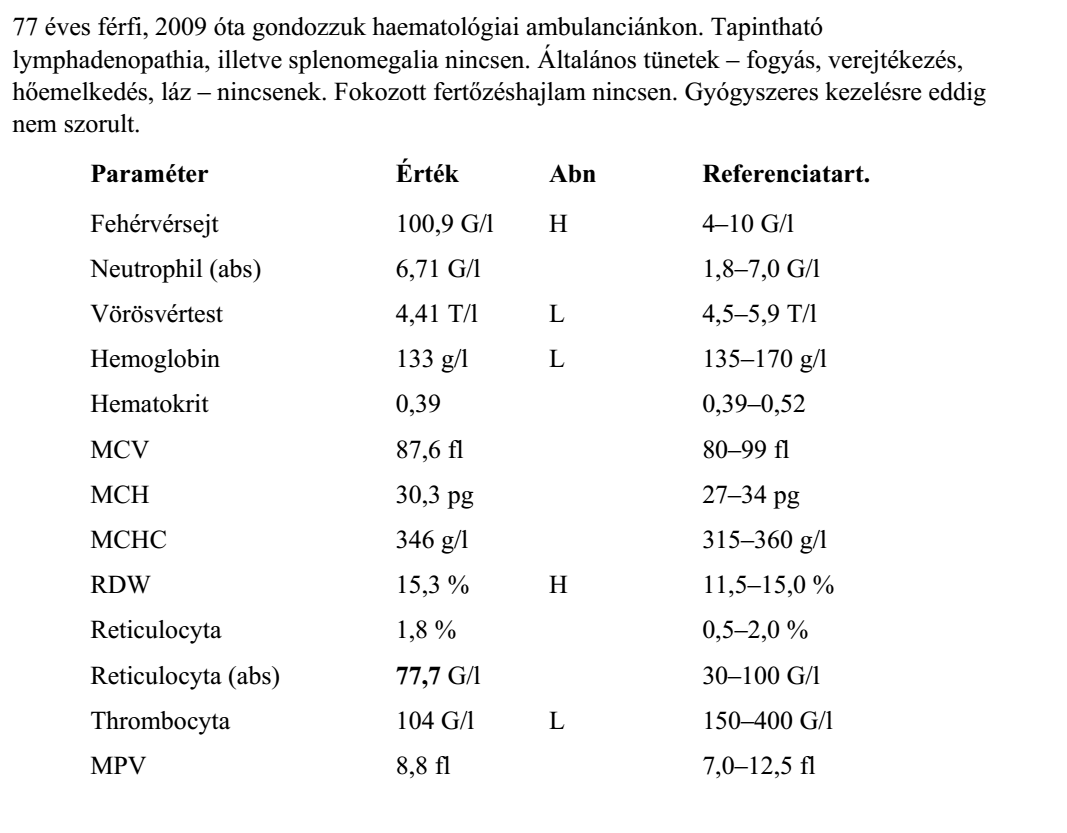 77 éves férfi, 2009 óta gondozzuk haematológiai ambulanciánkon. Tapintható
lymphadenopathia, illetve splenomegalia nincsen. Általános tünetek – fogyás, verejtékezés,
hőemelkedés, láz – nincsenek. Fokozott fertőzéshajlam nincsen. Gyógyszeres kezelésre eddig
nem szorult.
Paraméter Érték Abn Referenciatart.
Fehérvérsejt 100,9 G/l H 4–10 G/l
Neutrophil (abs) 6,71 G/l 1,8–7,0 G/l
Vörösvértest 4,41 T/l L 4,5–5,9 T/l
Hemoglobin 133 g/l L 135–170 g/l
Hematokrit 0,39 0,39–0,52
MCV 87,6 fl 80–99 fl
MCH 30,3 pg 27–34 pg
MCHC 346 g/l 315–360 g/l
RDW 15,3 % H 11,5–15,0 %
Reticulocyta 1,8 % 0,5–2,0 %
Reticulocyta (abs) 77,7 G/l 30–100 G/l
Thrombocyta 104 G/l L 150–400 G/l
MPV 8,8 fl 7,0–12,5 fl